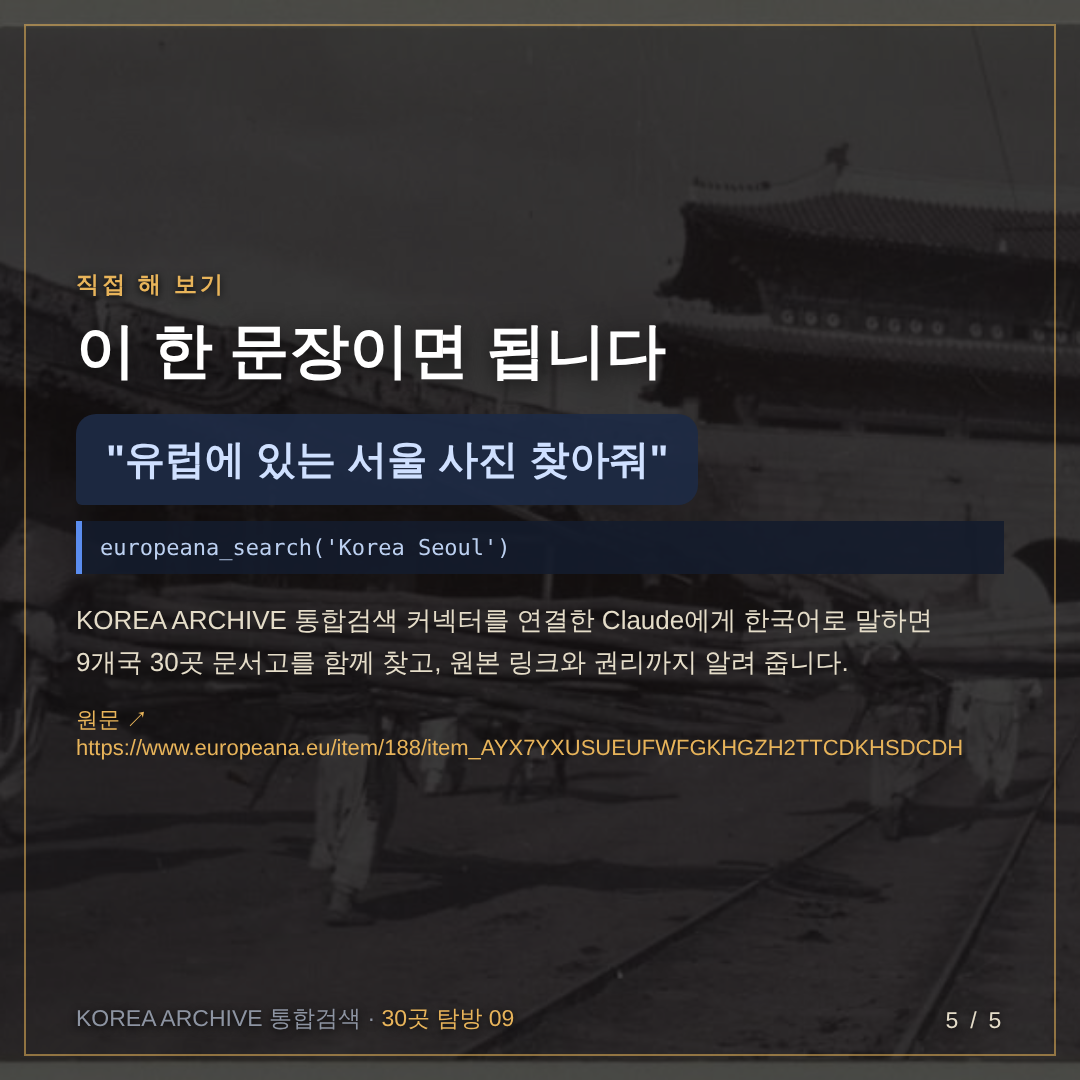 직접 해 보기
이 한 문장이면 됩니다
"유럽에 있는 서울 사진 찾아줘"
europeana_search('Korea Seoul')
KOREA ARCHIVE 통합검색 커넥터를 연결한 Claude에게 한국어로 말하면
9개국 30곳 문서고를 함께 찾고, 원본 링크와 권리까지 알려 줍니다.
원문 ↗
https://www.europeana.eu/item/188/item_AYX7YXUSUEUFWFGKHGZH2TTCDKHSDCDH
KOREA ARCHIVE 통합검색 · 30곳 탐방 09
5 / 5